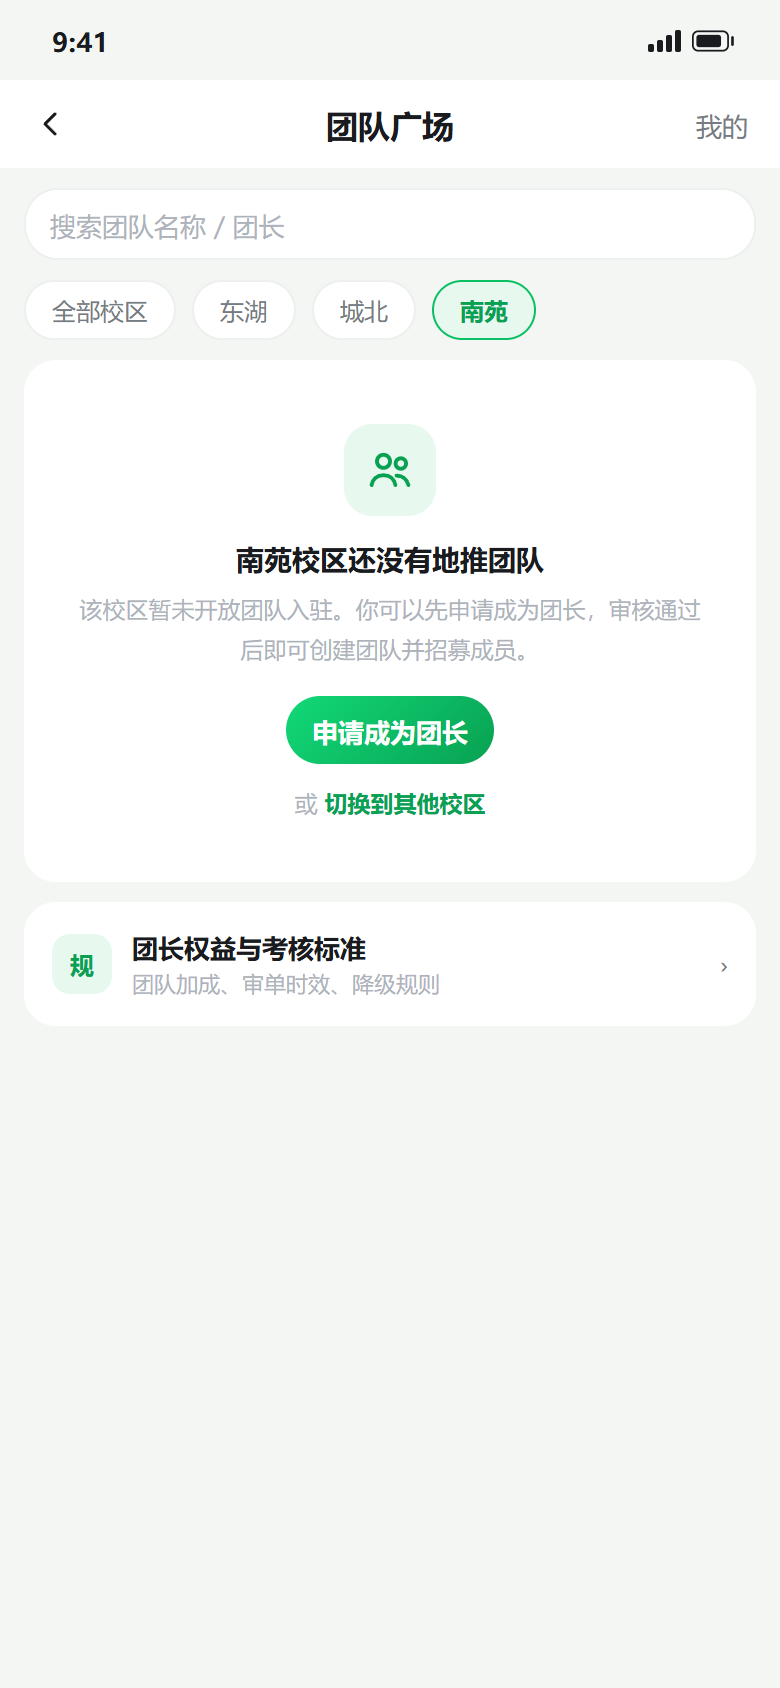 9:41
团队广场
我的
搜索团队名称 / 团长
全部校区
东湖
城北
南苑
南苑校区还没有地推团队
该校区暂未开放团队入驻。你可以先申请成为团长，审核通过
后即可创建团队并招募成员。
申请成为团长
或 切换到其他校区
规
团长权益与考核标准
团队加成、审单时效、降级规则
›